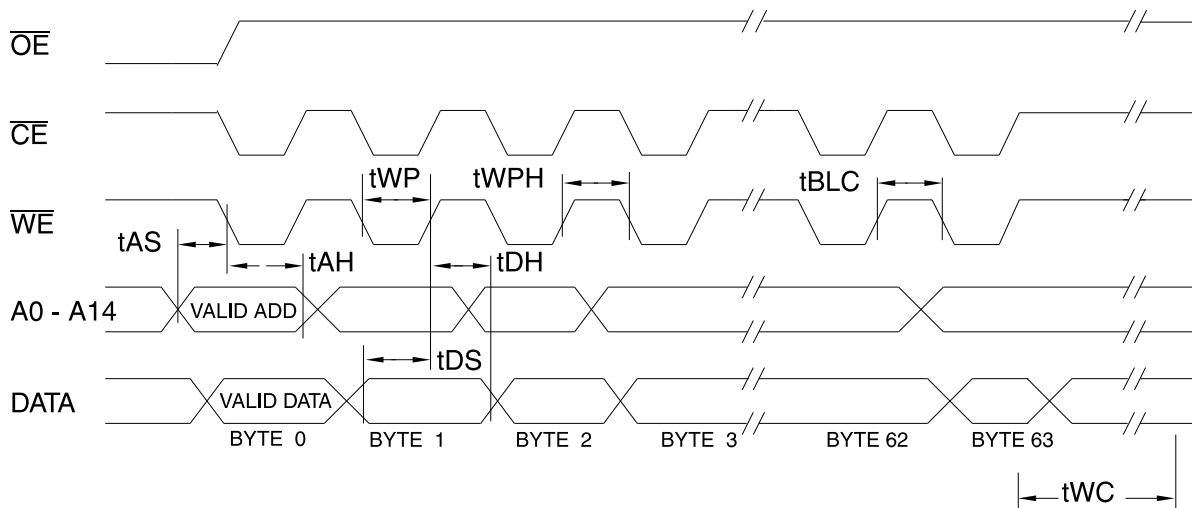 OE
CE
tWP
tWPH
tBLC
WE
tAS
tAH
tDH
A0 - A14
VALID ADD
tDS
DATA
VALID DATA
BYTE 0
BYTE 1
BYTE 2
BYTE 3
BYTE 62
BYTE 63
tWC